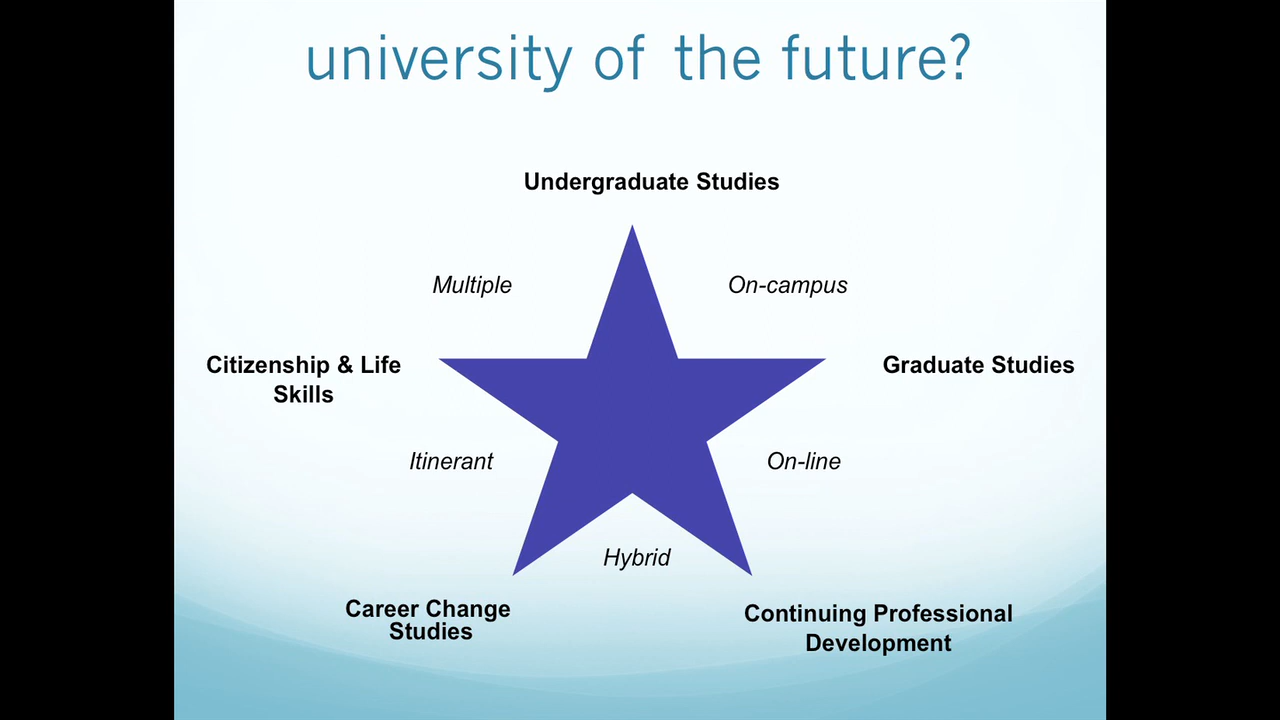 university of the future?
Undergraduate Studies
Multiple
On-campus
Citizenship & Life
Skills
Graduate Studies
Itinerant
On-line
Hybrid
Career Change
Studies
Continuing Professional
Development